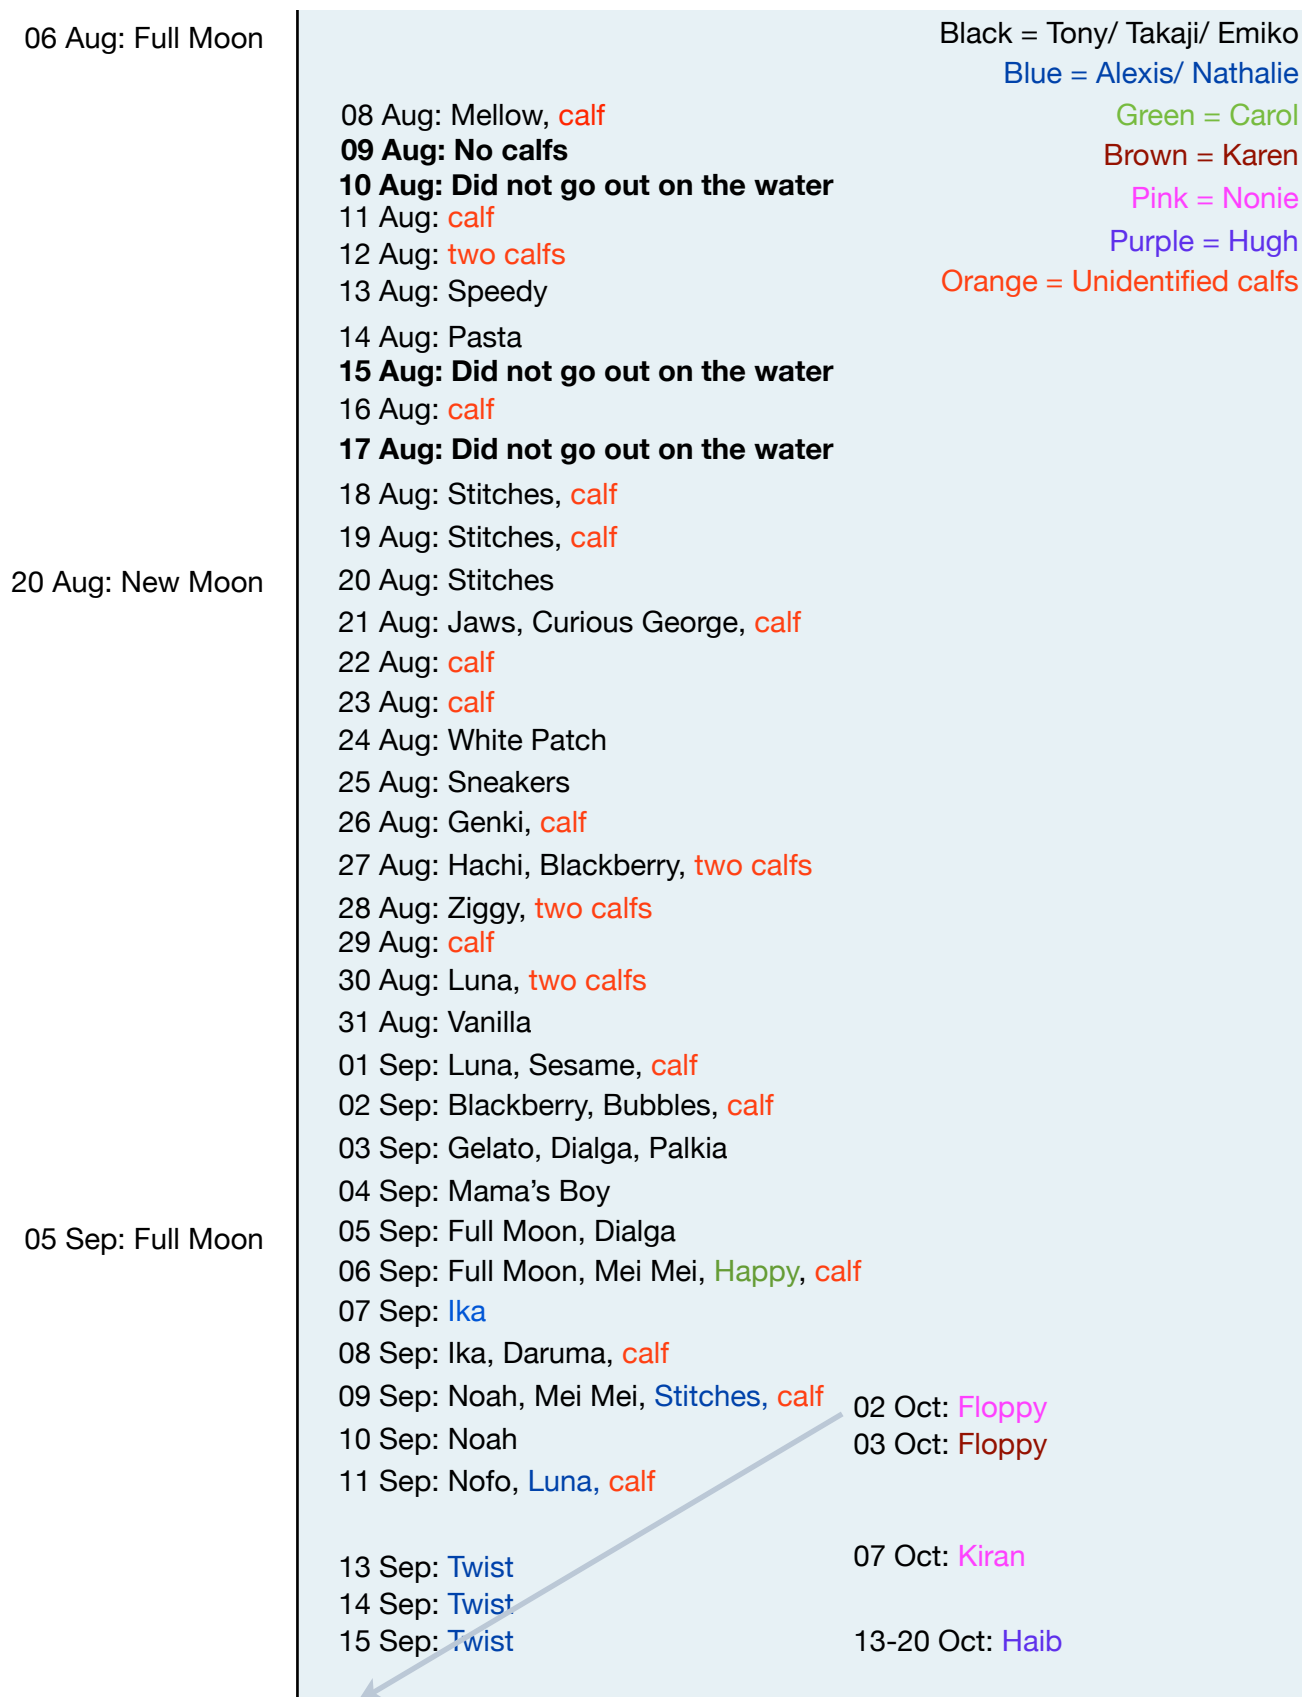 06 Aug: Full Moon
Black = Tony/ Takaji/ Emiko
Blue = Alexis/ Nathalie
Green = Carol
Brown = Karen
Pink = Nonie
Purple = Hugh
Orange = Unidentified calfs
08 Aug: Mellow, calf
09 Aug: No calfs
10 Aug: Did not go out on the water
11 Aug: calf
12 Aug: two calfs
13 Aug: Speedy
14 Aug: Pasta
15 Aug: Did not go out on the water
16 Aug: calf
17 Aug: Did not go out on the water
18 Aug: Stitches, calf
19 Aug: Stitches, calf
20 Aug: New Moon
20 Aug: Stitches
21 Aug: Jaws, Curious George, calf
22 Aug: calf
23 Aug: calf
24 Aug: White Patch
25 Aug: Sneakers
26 Aug: Genki, calf
27 Aug: Hachi, Blackberry, two calfs
28 Aug: Ziggy, two calfs
29 Aug: calf
30 Aug: Luna, two calfs
31 Aug: Vanilla
01 Sep: Luna, Sesame, calf
02 Sep: Blackberry, Bubbles, calf
03 Sep: Gelato, Dialga, Palkia
04 Sep: Mama’s Boy
05 Sep: Full Moon
05 Sep: Full Moon, Dialga
06 Sep: Full Moon, Mei Mei, Happy, calf
07 Sep: Ika
08 Sep: Ika, Daruma, calf
09 Sep: Noah, Mei Mei, Stitches, calf
10 Sep: Noah
11 Sep: Nofo, Luna, calf
13 Sep: Twist
14 Sep: Twist
15 Sep: Twist
02 Oct: Floppy
03 Oct: Floppy
07 Oct: Kiran
13-20 Oct: Haib